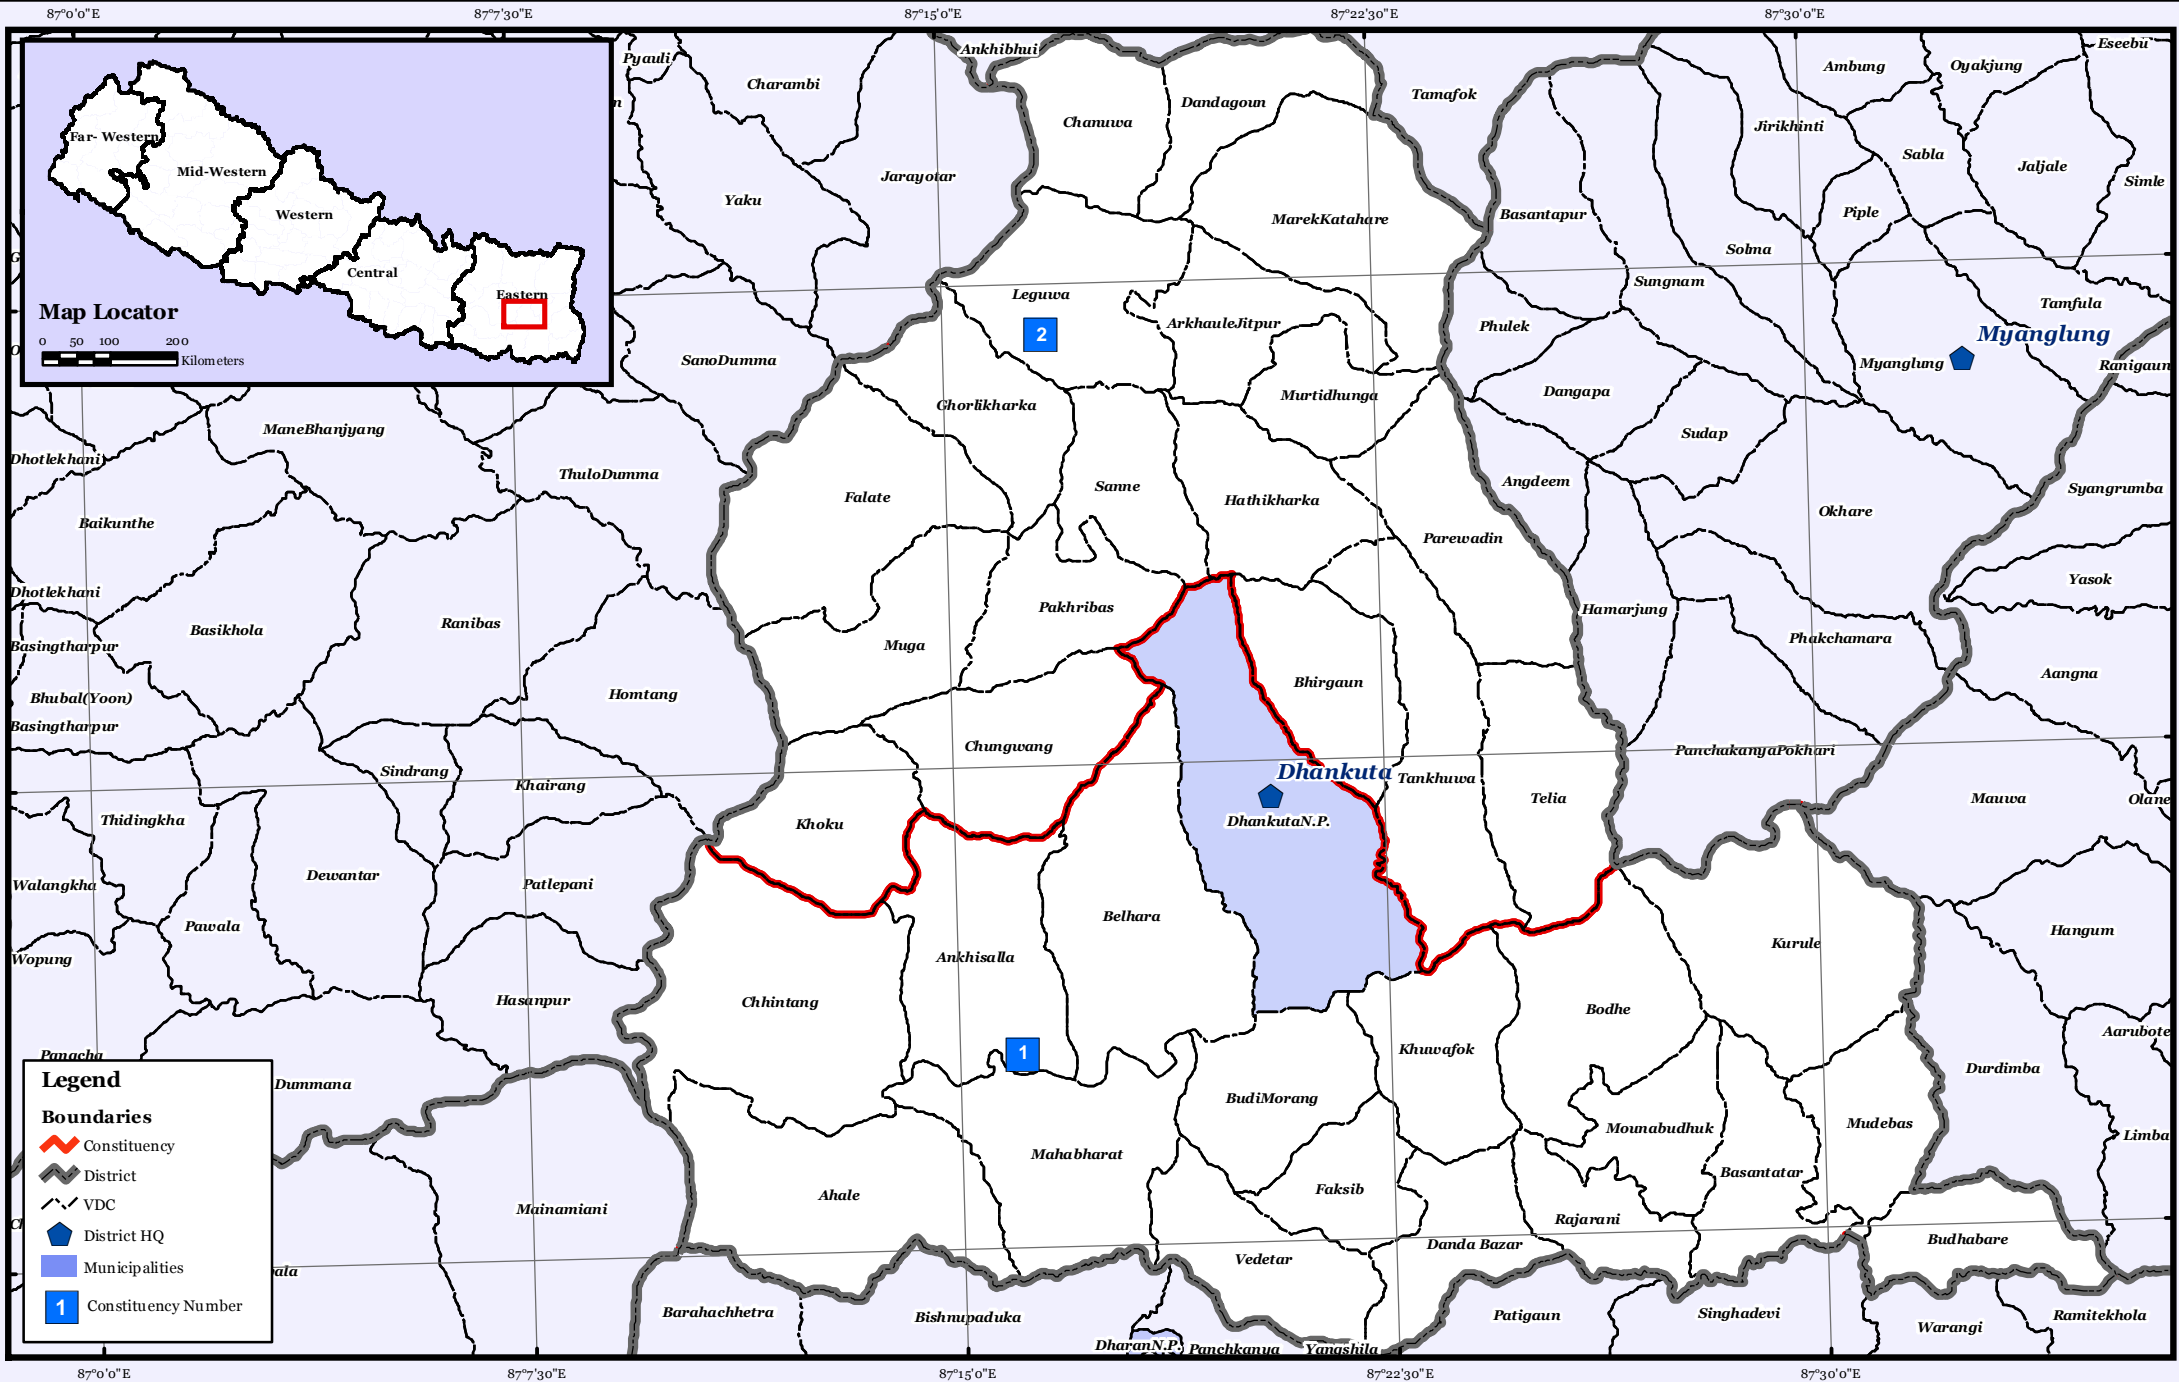 87°0'0"E
87°7'30"E
87°15'0"E
87°22'30"E
87°30'0"E
Far- Western
Mid-Western
Western
Central
Eastern
Map Locator
0 50 100 200
Kilometers
Pyauli
Charambi
Ankhibhui
Chanuwa
Dandagoun
Tamafok
Ambung
Oyakjung
Eseebu
Jirikhinti
Sabla
Jaljale
Simle
Yaku
Jarayotar
MarekKatahare
Basantapur
Piple
Solma
Sungnam
Tamfula
Leguwa
2
ArkhauleJitpur
Phulek
Myanglung
Myanglung
Ranigaun
SanoDumma
Ghorlikharka
Murtidhunga
Dangapa
Sudap
ManeBhanjyang
Dhotlekhani
ThuloDumma
Falate
Sanne
Hathikharka
Angdeem
Okhare
Syangrumba
Baikunthe
Parewadin
Dhotlekhani
Yasok
Basikhola
Ranibas
Pakhribas
Hamarjung
Phakchamara
Basingtharpur
Muga
Bhubal(Yoon)
Homtang
Bhirgaun
Aangna
Basingtharpur
Chungwang
PanchakanyaPokhari
Sindrang
Khairang
Dhankuta
Tankhuwa
Telia
Mauwa
Olane
Thidingkha
Khoku
DhankutaN.P.
Walangkha
Dewantar
Patlepani
Pawala
Belhara
Kurule
Hangum
Wopung
Ankhisalla
Hasanpur
Chhintang
Bodhe
Aarubote
Panacha
1
Khuwafok
Durdimba
Dummana
BudiMorang
Mounabudhuk
Mudebas
Limba
Mahabharat
Basantatar
Mainamiani
Ahale
Faksib
Rajarani
Danda Bazar
Budhabare
Vedetar
ala
Barahachhetra
Bishnupaduka
Patigaun
Singhadevi
Warangi
Ramitekhola
DharanN.P.
Panchkanya
Yangshila
Legend
Boundaries
Constituency
District
VDC
District HQ
Municipalities
1 Constituency Number
87°0'0"E
87°7'30"E
87°15'0"E
87°22'30"E
87°30'0"E